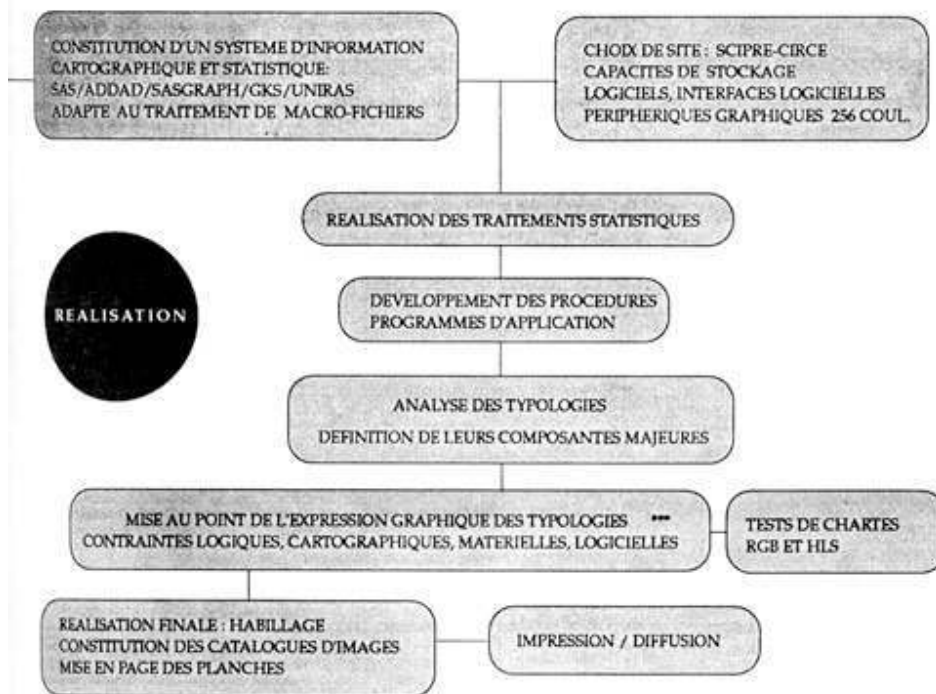 CONSTITUTION D'UN SYSTEME D'INFORMATION
CARTOGRAPHIQUE ET STATISTIQUE:
SAS/ADDAD/SASGRAPH/GKS/UNIRAS
ADAPTE AU TRAITEMENT DE MACRO-FICHIERS
CHOIX DE SITE : SCIPRE-CIRCE
CAPACITES DE STOCKAGE
LOGICIELS, INTERFACES LOGICIELLES
PERIPHERIQUES GRAPHIQUES 256 COUL.
REALISATION DES TRAITEMENTS STATISTIQUES
REALISATION
DEVELOPPEMENT DES PROCEDURES
PROGRAMMES D'APPLICATION
ANALYSE DES TYPOLOGIES
DEFINITION DE LEURS COMPOSANTES MAJEURES
MISE AU POINT DE L'EXPRESSION GRAPHIQUE DES TYPOLOGIES ***
CONTRAINTES LOGIQUES, CARTOGRAPHIQUES, MATERIELLES, LOGICIELLES
TESTS DE CHARTES
RGB ET HLS
REALISATION FINALE : HABILLAGE
CONSTITUTION DES CATALOGUES D'IMAGES
MISE EN PAGE DES PLANCHES
IMPRESSION / DIFFUSION